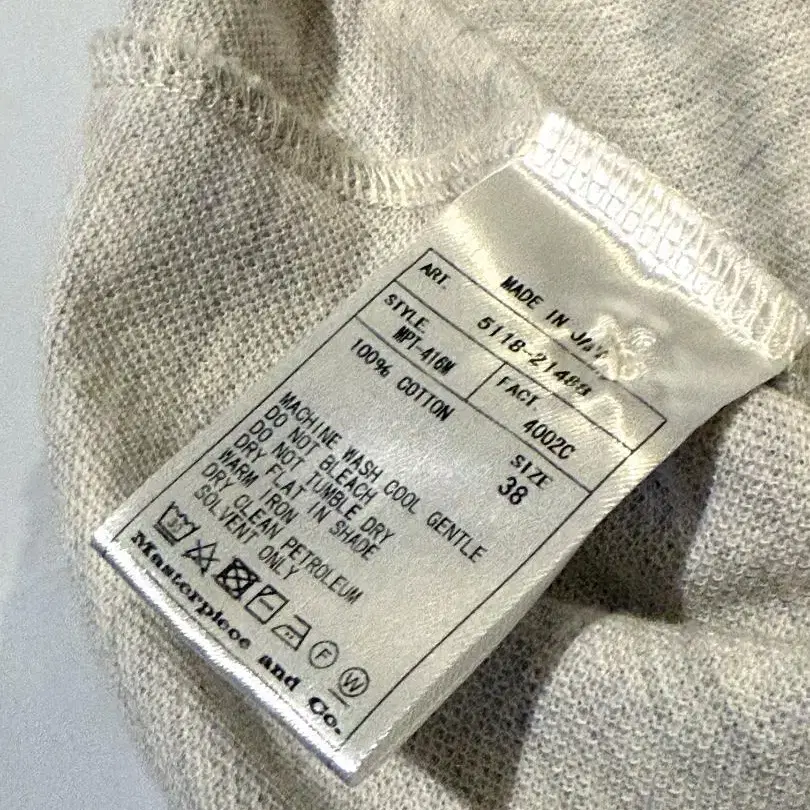 MADE IN
ART. 5118-2148
STYLE. FACT. SIZE
MPT-416M 4002C 38
100% COTTON
MACHINE WASH COOL GENTLE
DO NOT BLEACH
DO NOT TUMBLE DRY
DRY FLAT IN SHADE
WARM IRON
DRY CLEAN PETROLEUM
SOLVENT ONLY
F W
Masterpiece and Co.